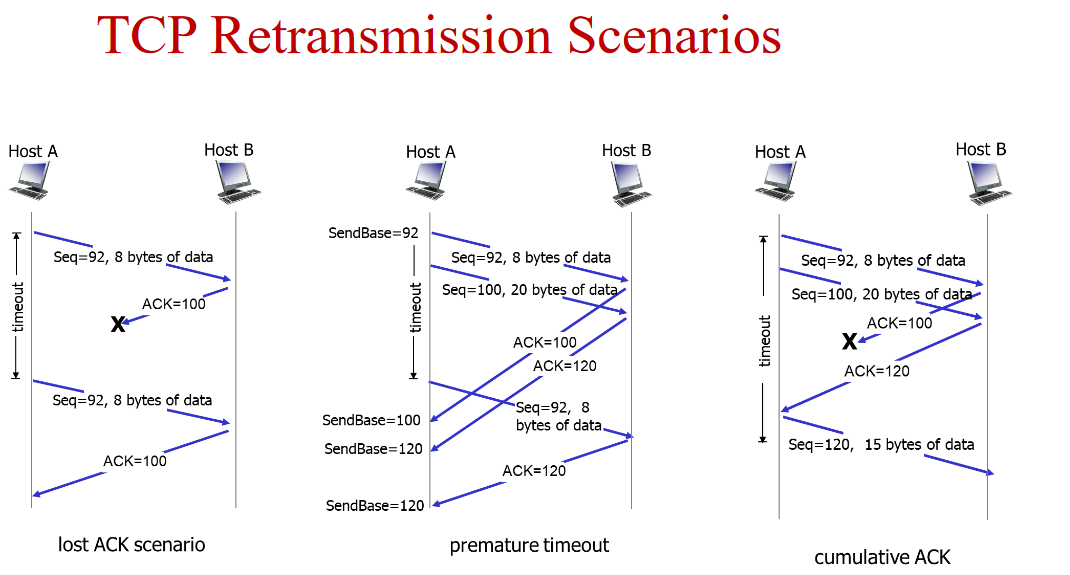 TCP Retransmission Scenarios
Host A
Host B
timeout
Seq=92, 8 bytes of data
ACK=100
X
Seq=92, 8 bytes of data
ACK=100
lost ACK scenario
Host A
Host B
SendBase=92
timeout
Seq=92, 8 bytes of data
Seq=100, 20 bytes of data
ACK=100
ACK=120
Seq=92, 8
bytes of data
SendBase=100
SendBase=120
ACK=120
SendBase=120
premature timeout
Host A
Host B
timeout
Seq=92, 8 bytes of data
Seq=100, 20 bytes of data
ACK=100
X
ACK=120
Seq=120, 15 bytes of data
cumulative ACK